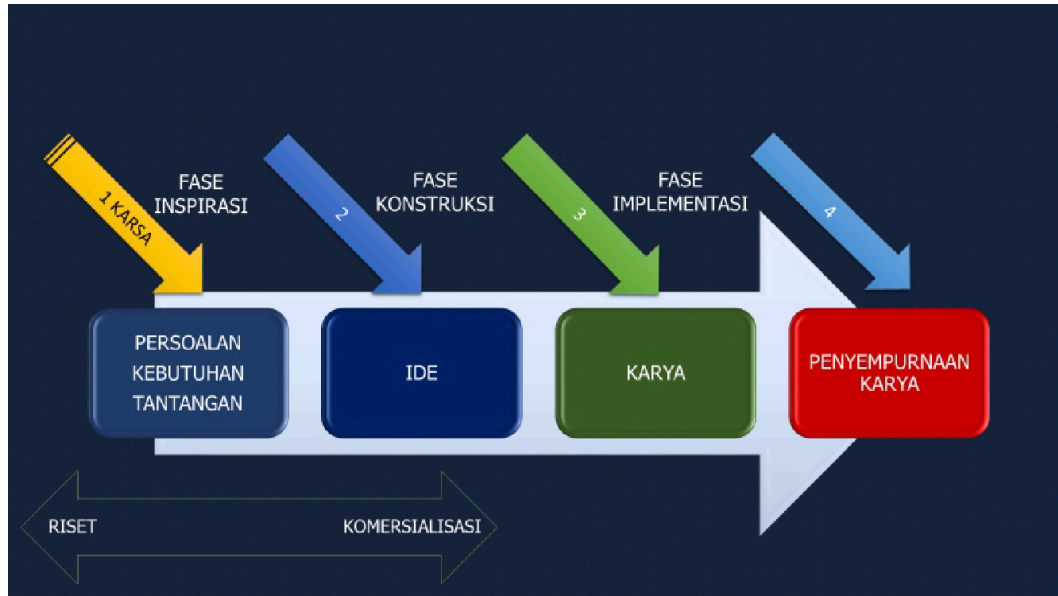 1 KARSA
FASE
INSPIRASI
2
FASE
KONSTRUKSI
3
FASE
IMPLEMENTASI
4
PERSOALAN
KEBUTUHAN
TANTANGAN
IDE
KARYA
PENYEMPURNAAN
KARYA
RISET
KOMERSIALISASI